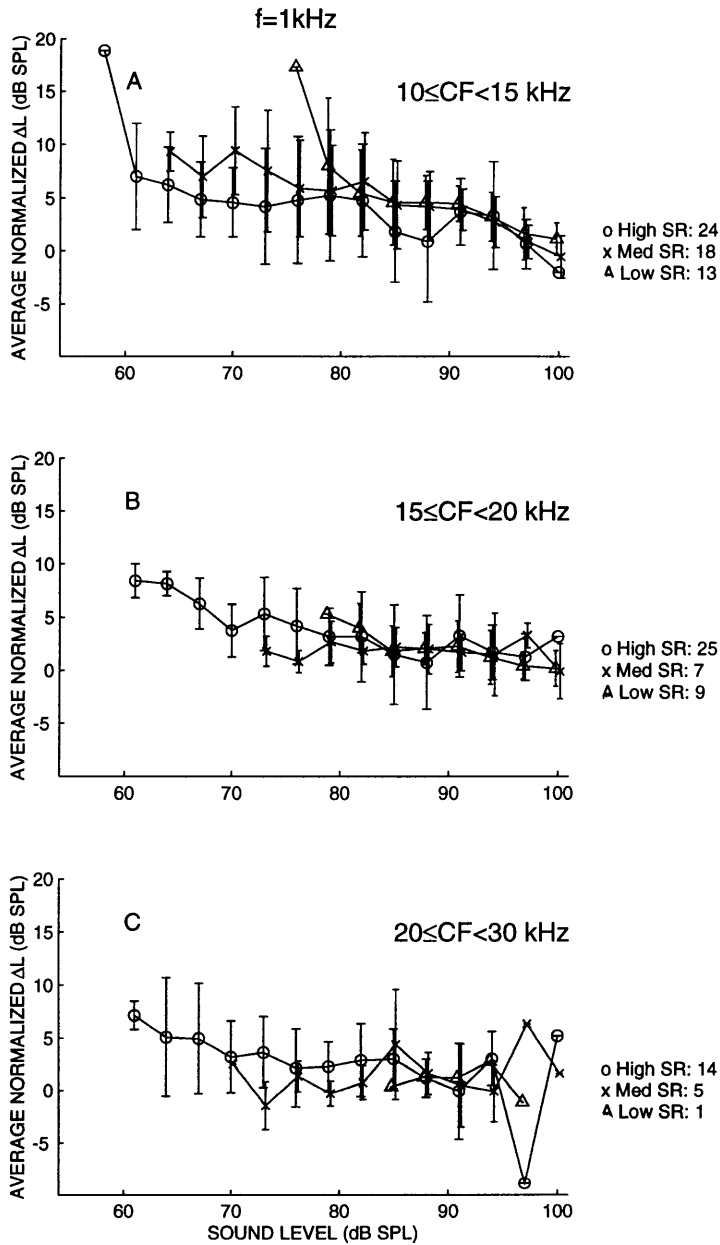 f=1kHz
AVERAGE NORMALIZED ΔL (dB SPL)
20
15
10
5
0
-5
A
10≤CF<15 kHz
o High SR: 24
x Med SR: 18
Δ Low SR: 13
60 70 80 90 100
AVERAGE NORMALIZED ΔL (dB SPL)
20
15
10
5
0
-5
B
15≤CF<20 kHz
o High SR: 25
x Med SR: 7
Δ Low SR: 9
60 70 80 90 100
AVERAGE NORMALIZED ΔL (dB SPL)
20
15
10
5
0
-5
C
20≤CF<30 kHz
o High SR: 14
x Med SR: 5
Δ Low SR: 1
60 70 80 90 100
SOUND LEVEL (dB SPL)